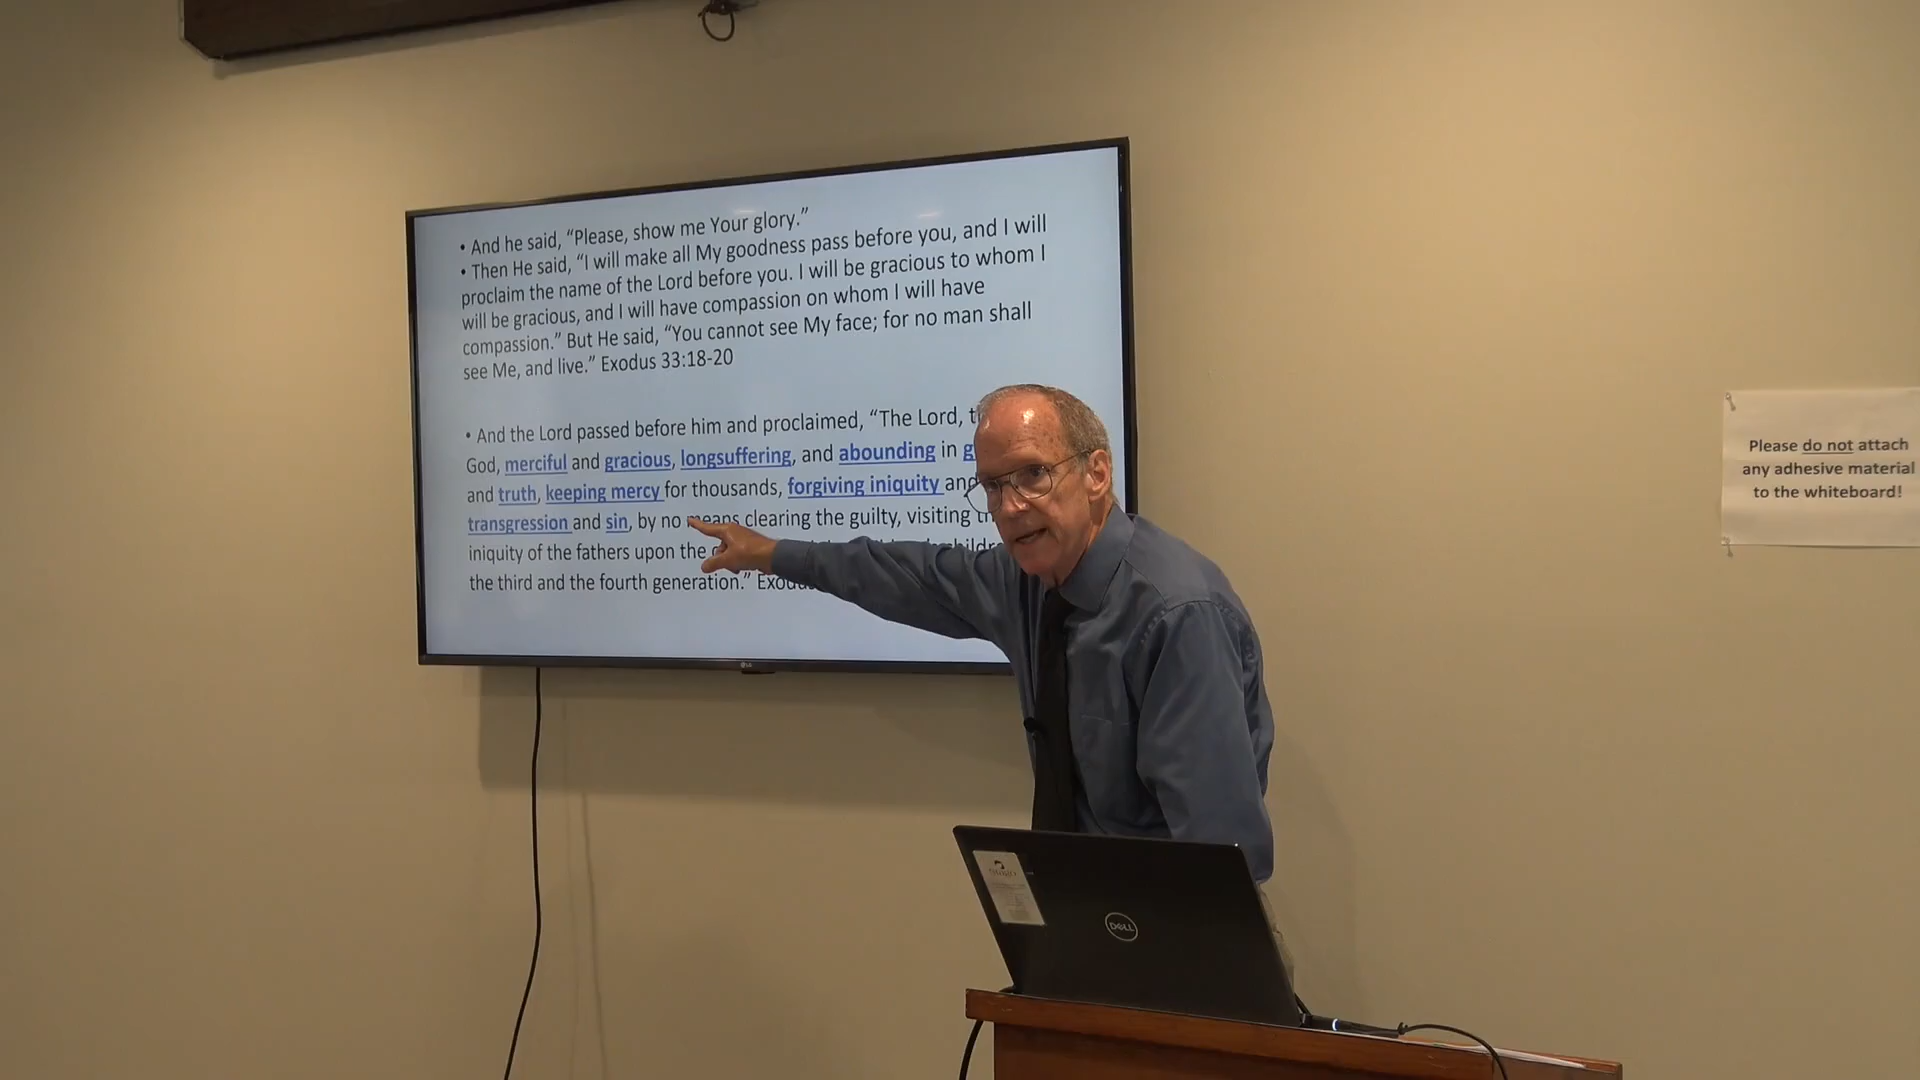 • And he said, “Please, show me Your glory.”
• Then He said, “I will make all My goodness pass before you, and I will
proclaim the name of the Lord before you. I will be gracious to whom I
will be gracious, and I will have compassion on whom I will have
compassion.” But He said, “You cannot see My face; for no man shall
see Me, and live.” Exodus 33:18-20
• And the Lord passed before him and proclaimed, “The Lord,
God, merciful and gracious, longsuffering, and abounding in
and truth, keeping mercy for thousands, forgiving iniquity and
transgression and sin, by no means clearing the guilty, visiting
iniquity of the fathers upon the
the third and the fourth generation.”
Please do not attach
any adhesive material
to the whiteboard!
LG
DELL